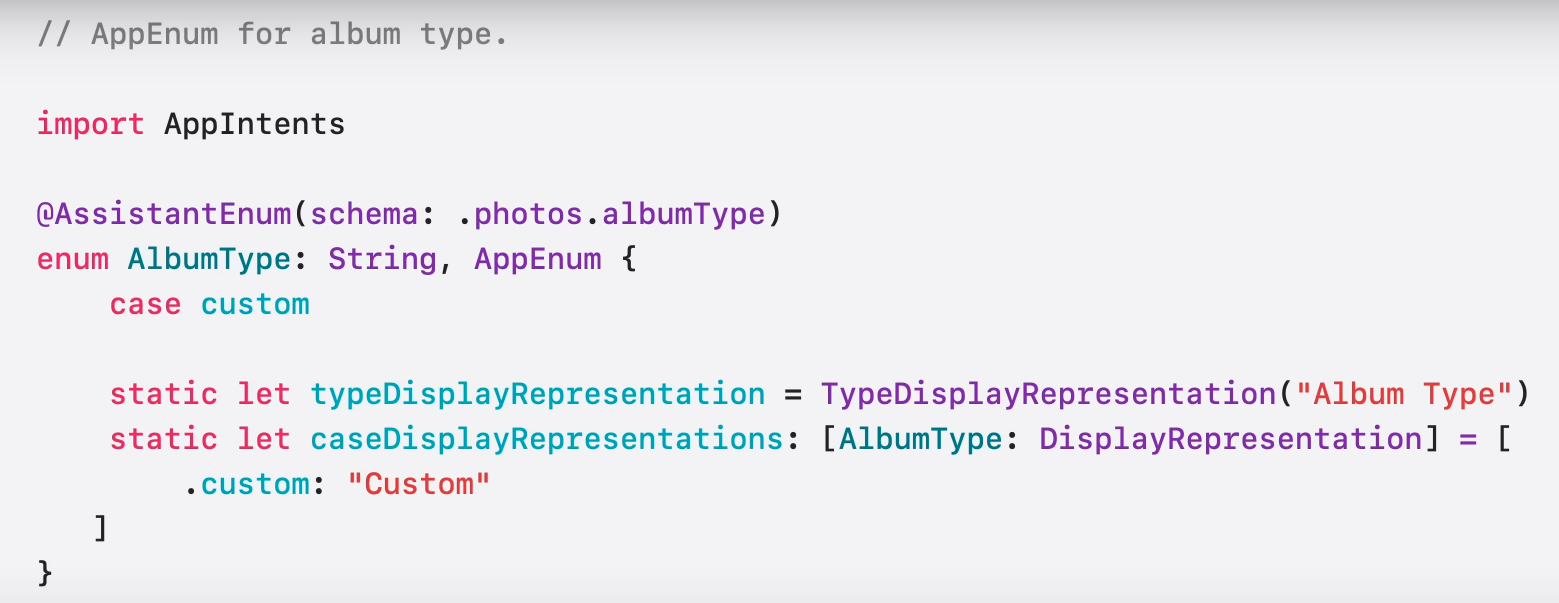 // AppEnum for album type.
import AppIntents
@AssistantEnum(schema: .photos.albumType)
enum AlbumType: String, AppEnum {
case custom
static let typeDisplayRepresentation = TypeDisplayRepresentation("Album Type")
static let caseDisplayRepresentations: [AlbumType: DisplayRepresentation] = [
.custom: "Custom"
]
}